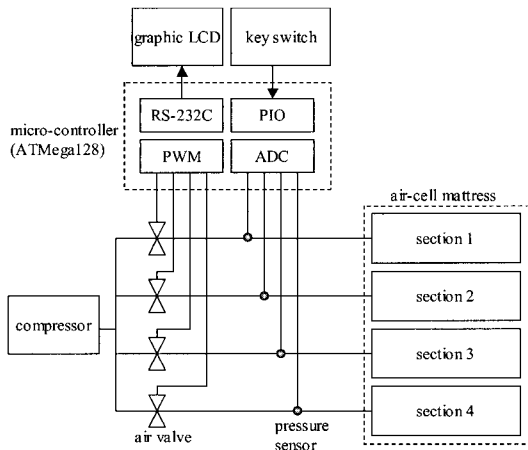 graphic LCD
key switch
micro-controller
(ATMega128)
RS-232C
PIO
PWM
ADC
air-cell mattress
section 1
section 2
compressor
section 3
section 4
air valve
pressure
sensor